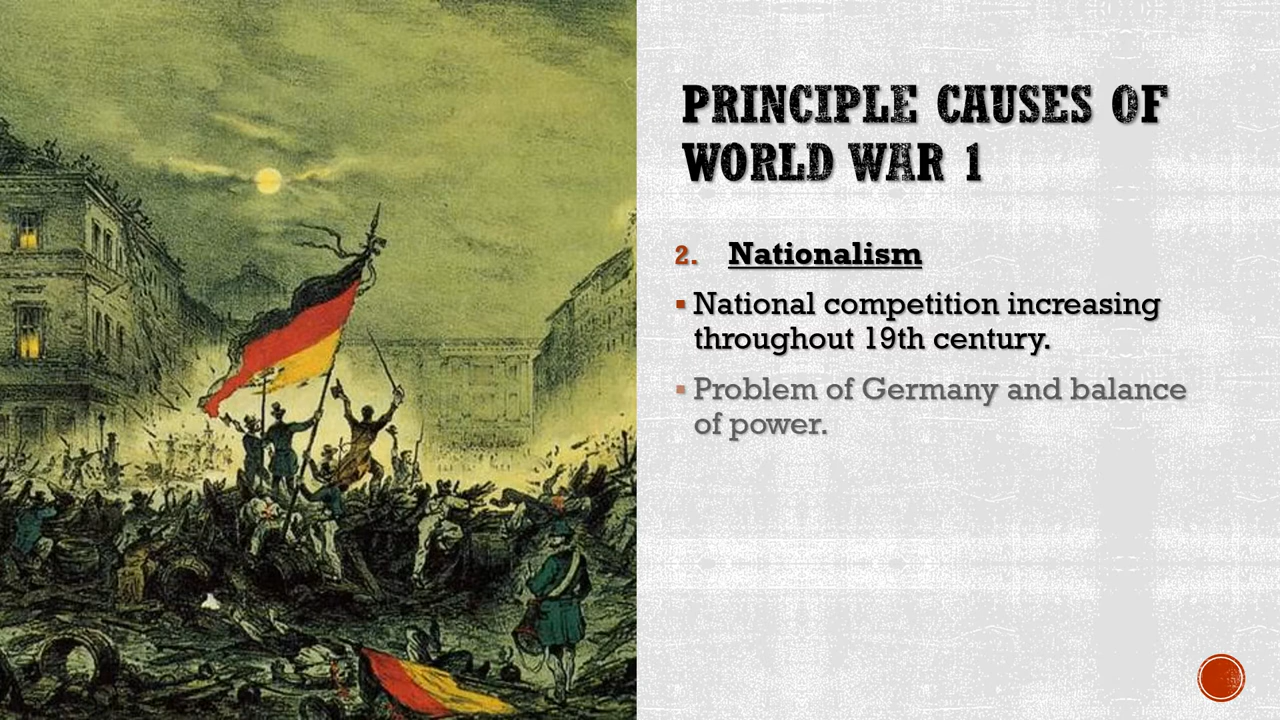 PRINCIPLE CAUSES OF
WORLD WAR 1
2. Nationalism
▪ National competition increasing
throughout 19th century.
▪ Problem of Germany and balance
of power.